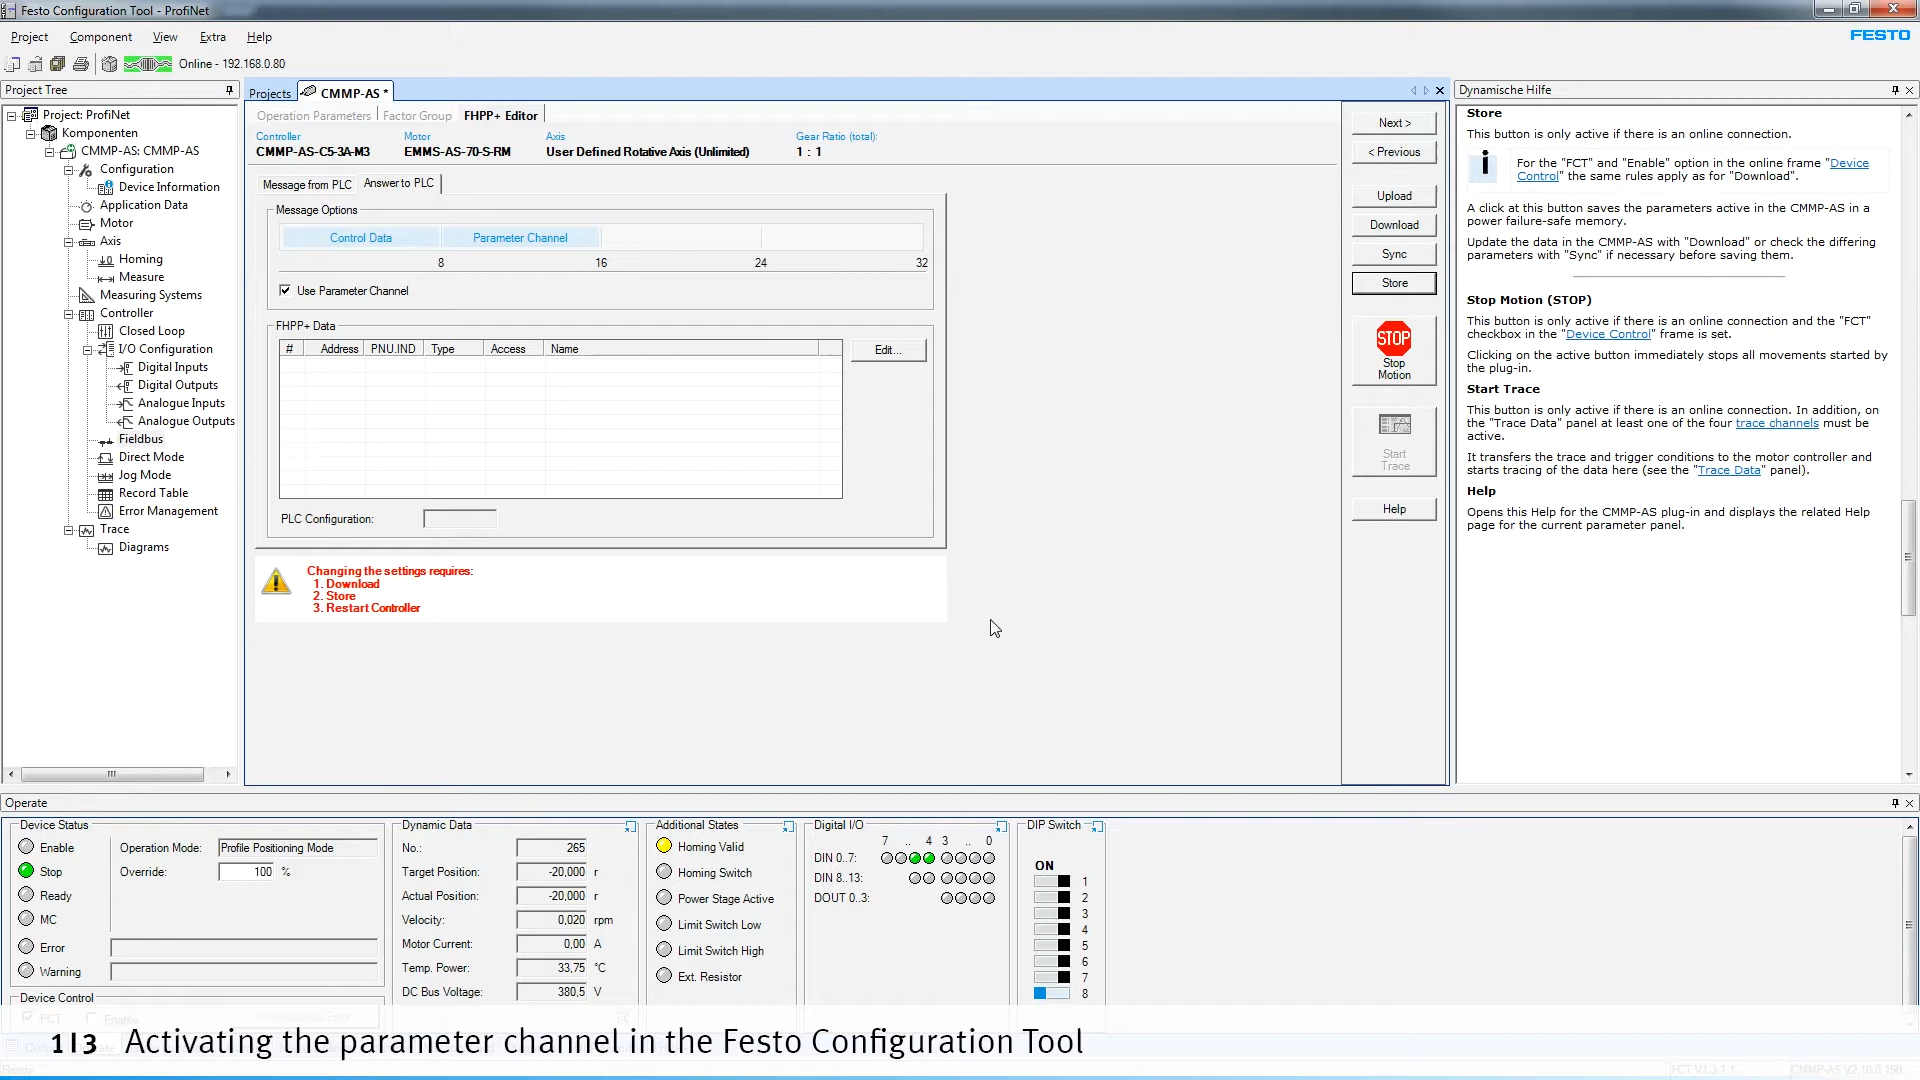 Festo Configuration Tool - ProfiNet
Project Component View Extra Help
FESTO
Online - 192.168.0.80
Project Tree
Project: ProfiNet
Komponenten
CMMP-AS: CMMP-AS
Configuration
Device Information
Application Data
Motor
Axis
Homing
Measure
Measuring Systems
Controller
Closed Loop
I/O Configuration
Digital Inputs
Digital Outputs
Analogue Inputs
Analogue Outputs
Fieldbus
Direct Mode
Jog Mode
Record Table
Error Management
Trace
Diagrams
Projects CMMP-AS *
Operation Parameters Factor Group FHPP+ Editor
Controller Motor Axis Gear Ratio (total):
CMMP-AS-C5-3A-M3 EMMS-AS-70-S-RM User Defined Rotative Axis (Unlimited) 1 : 1
Message from PLC Answer to PLC
Message Options
Control Data Parameter Channel
8 16 24 32
Use Parameter Channel
FHPP+ Data
# Address PNU.IND Type Access Name
Edit...
PLC Configuration:
Changing the settings requires:
1. Download
2. Store
3. Restart Controller
Next >
< Previous
Upload
Download
Sync
Store
STOP
Stop
Motion
Start
Trace
Help
Dynamische Hilfe
Store
This button is only active if there is an online connection.
i
For the "FCT" and "Enable" option in the online frame "Device
Control" the same rules apply as for "Download".
A click at this button saves the parameters active in the CMMP-AS in a
power failure-safe memory.
Update the data in the CMMP-AS with "Download" or check the differing
parameters with "Sync" if necessary before saving them.
Stop Motion (STOP)
This button is only active if there is an online connection and the "FCT"
checkbox in the "Device Control" frame is set.
Clicking on the active button immediately stops all movements started by
the plug-in.
Start Trace
This button is only active if there is an online connection. In addition, on
the "Trace Data" panel at least one of the four trace channels must be
active.
It transfers the trace and trigger conditions to the motor controller and
starts tracing of the data here (see the "Trace Data" panel).
Help
Opens this Help for the CMMP-AS plug-in and displays the related Help
page for the current parameter panel.
Operate
Device Status
Enable
Stop
Ready
MC
Error
Warning
Operation Mode: Profile Positioning Mode
Override: 100 %
Device Control
FCT Enable
Dynamic Data
No.: 265
Target Position: -20,000 r
Actual Position: -20,000 r
Velocity: 0,020 rpm
Motor Current: 0,00 A
Temp. Power: 33,75 °C
DC Bus Voltage: 380,5 V
Additional States
Homing Valid
Homing Switch
Power Stage Active
Limit Switch Low
Limit Switch High
Ext. Resistor
Digital I/O
7 .. 4 3 .. 0
DIN 0..7:
DIN 8..13:
DOUT 0..3:
DIP Switch
ON
1
2
3
4
5
6
7
8
1|3 Activating the parameter channel in the Festo Configuration Tool
Ready